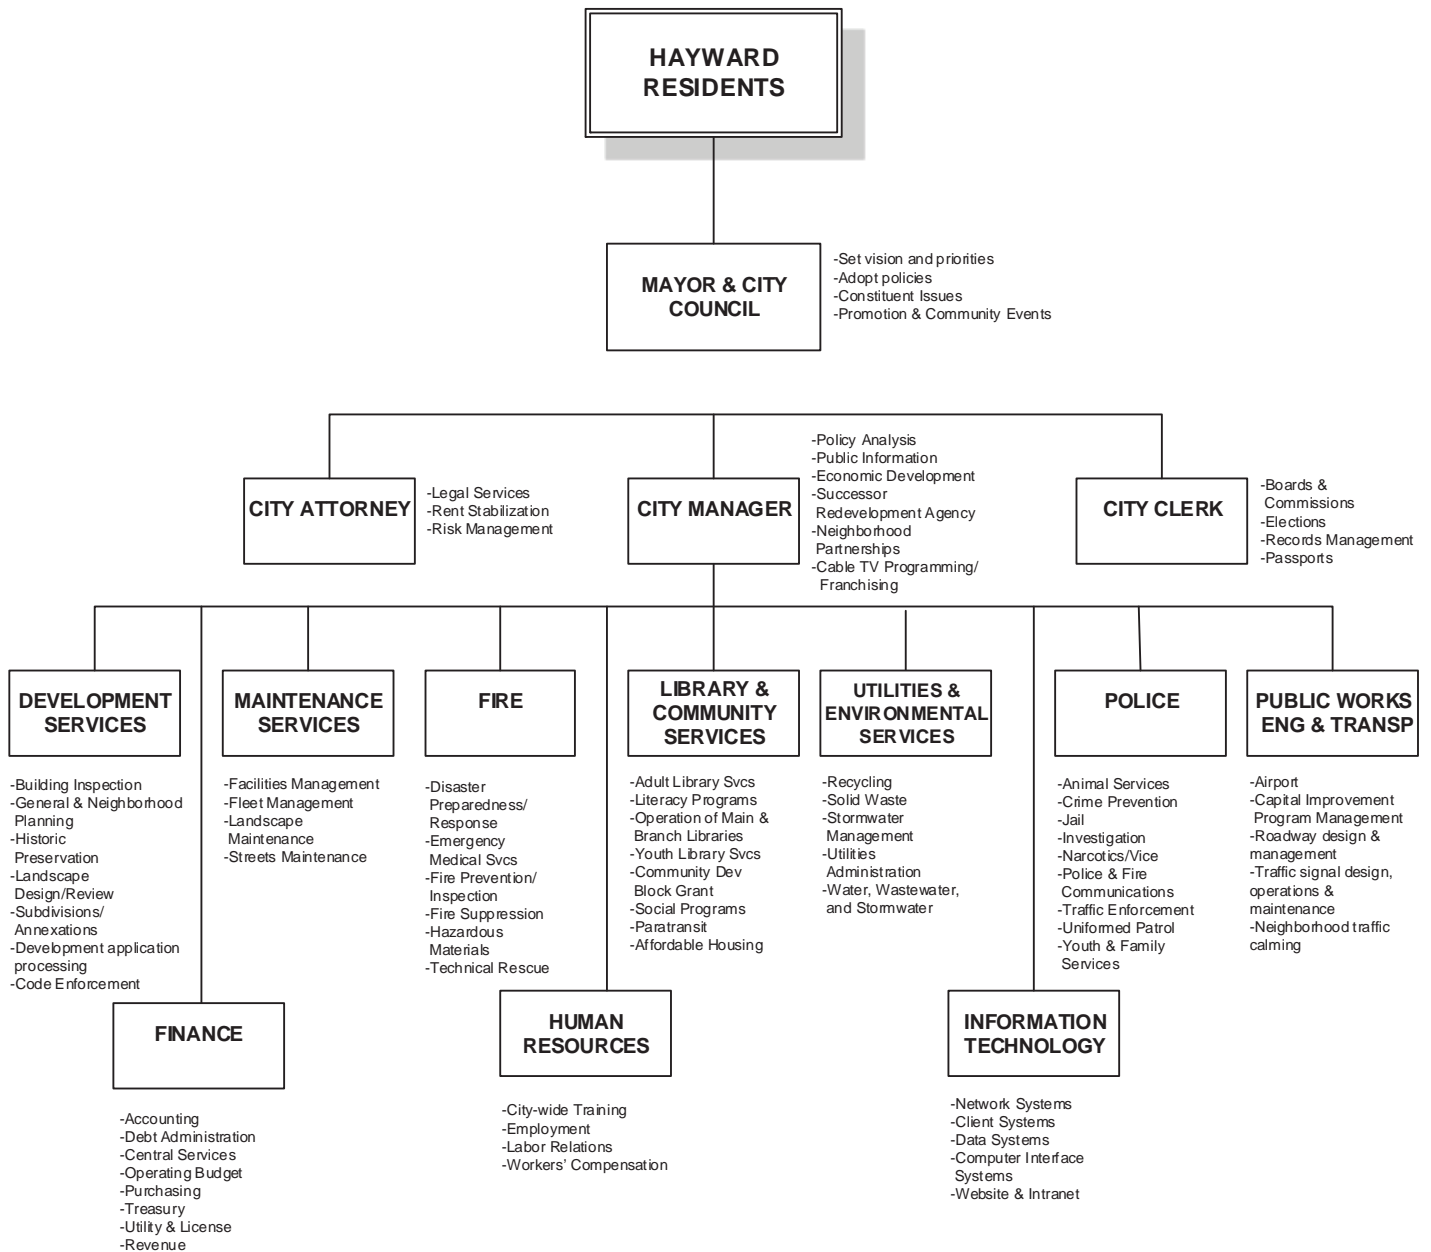 HAYWARD
RESIDENTS
MAYOR & CITY
COUNCIL
-Set vision and priorities
-Adopt policies
-Constituent Issues
-Promotion & Community Events
CITY ATTORNEY
-Legal Services
-Rent Stabilization
-Risk Management
CITY MANAGER
-Policy Analysis
-Public Information
-Economic Development
-Successor
Redevelopment Agency
-Neighborhood
Partnerships
-Cable TV Programming/
Franchising
CITY CLERK
-Boards &
Commissions
-Elections
-Records Management
-Passports
DEVELOPMENT
SERVICES
-Building Inspection
-General & Neighborhood
Planning
-Historic
Preservation
-Landscape
Design/Review
-Subdivisions/
Annexations
-Development application
processing
-Code Enforcement
MAINTENANCE
SERVICES
-Facilities Management
-Fleet Management
-Landscape
Maintenance
-Streets Maintenance
FIRE
-Disaster
Preparedness/
Response
-Emergency
Medical Svcs
-Fire Prevention/
Inspection
-Fire Suppression
-Hazardous
Materials
-Technical Rescue
LIBRARY &
COMMUNITY
SERVICES
-Adult Library Svcs
-Literacy Programs
-Operation of Main &
Branch Libraries
-Youth Library Svcs
-Community Dev
Block Grant
-Social Programs
-Paratransit
-Affordable Housing
UTILITIES &
ENVIRONMENTAL
SERVICES
-Recycling
-Solid Waste
-Stormwater
Management
-Utilities
Administration
-Water, Wastewater,
and Stormwater
POLICE
-Animal Services
-Crime Prevention
-Jail
-Investigation
-Narcotics/Vice
-Police & Fire
Communications
-Traffic Enforcement
-Uniformed Patrol
-Youth & Family
Services
PUBLIC WORKS
ENG & TRANSP
-Airport
-Capital Improvement
Program Management
-Roadway design &
management
-Traffic signal design,
operations &
maintenance
-Neighborhood traffic
calming
FINANCE
-Accounting
-Debt Administration
-Central Services
-Operating Budget
-Purchasing
-Treasury
-Utility & License
-Revenue
HUMAN
RESOURCES
-City-wide Training
-Employment
-Labor Relations
-Workers' Compensation
INFORMATION
TECHNOLOGY
-Network Systems
-Client Systems
-Data Systems
-Computer Interface
Systems
-Website & Intranet